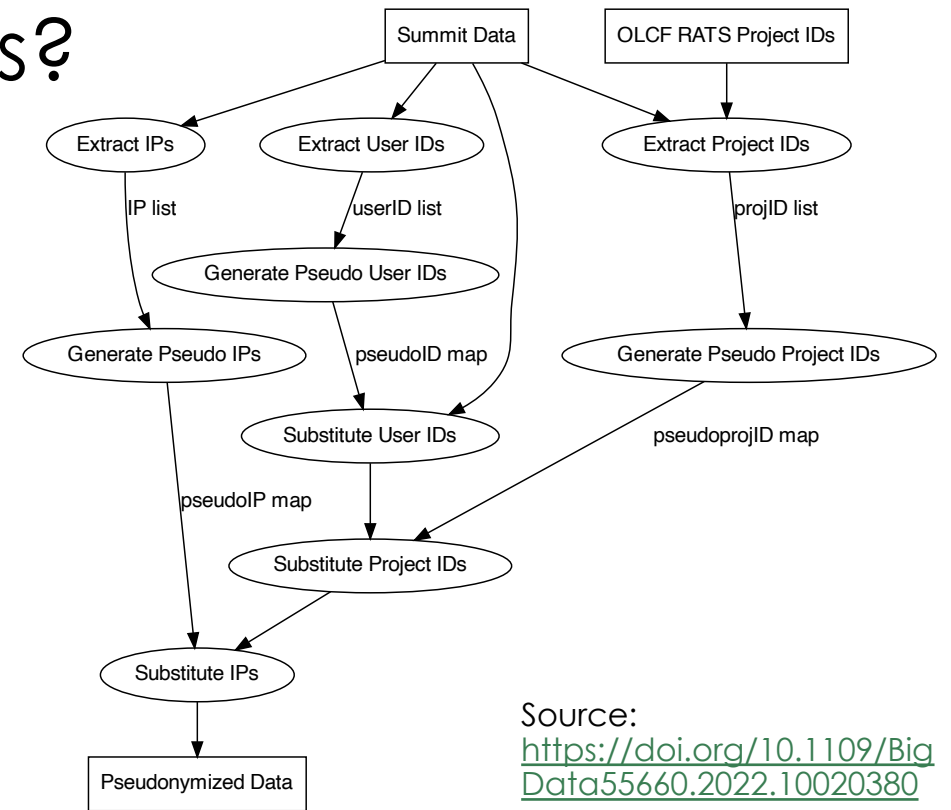 s?
Summit Data
OLCF RATS Project IDs
Extract IPs
Extract User IDs
Extract Project IDs
IP list
userID list
projID list
Generate Pseudo User IDs
Generate Pseudo IPs
pseudoID map
Generate Pseudo Project IDs
Substitute User IDs
pseudoprojID map
pseudoIP map
Substitute Project IDs
Substitute IPs
Pseudonymized Data
Source:
https://doi.org/10.1109/Big
Data55660.2022.10020380